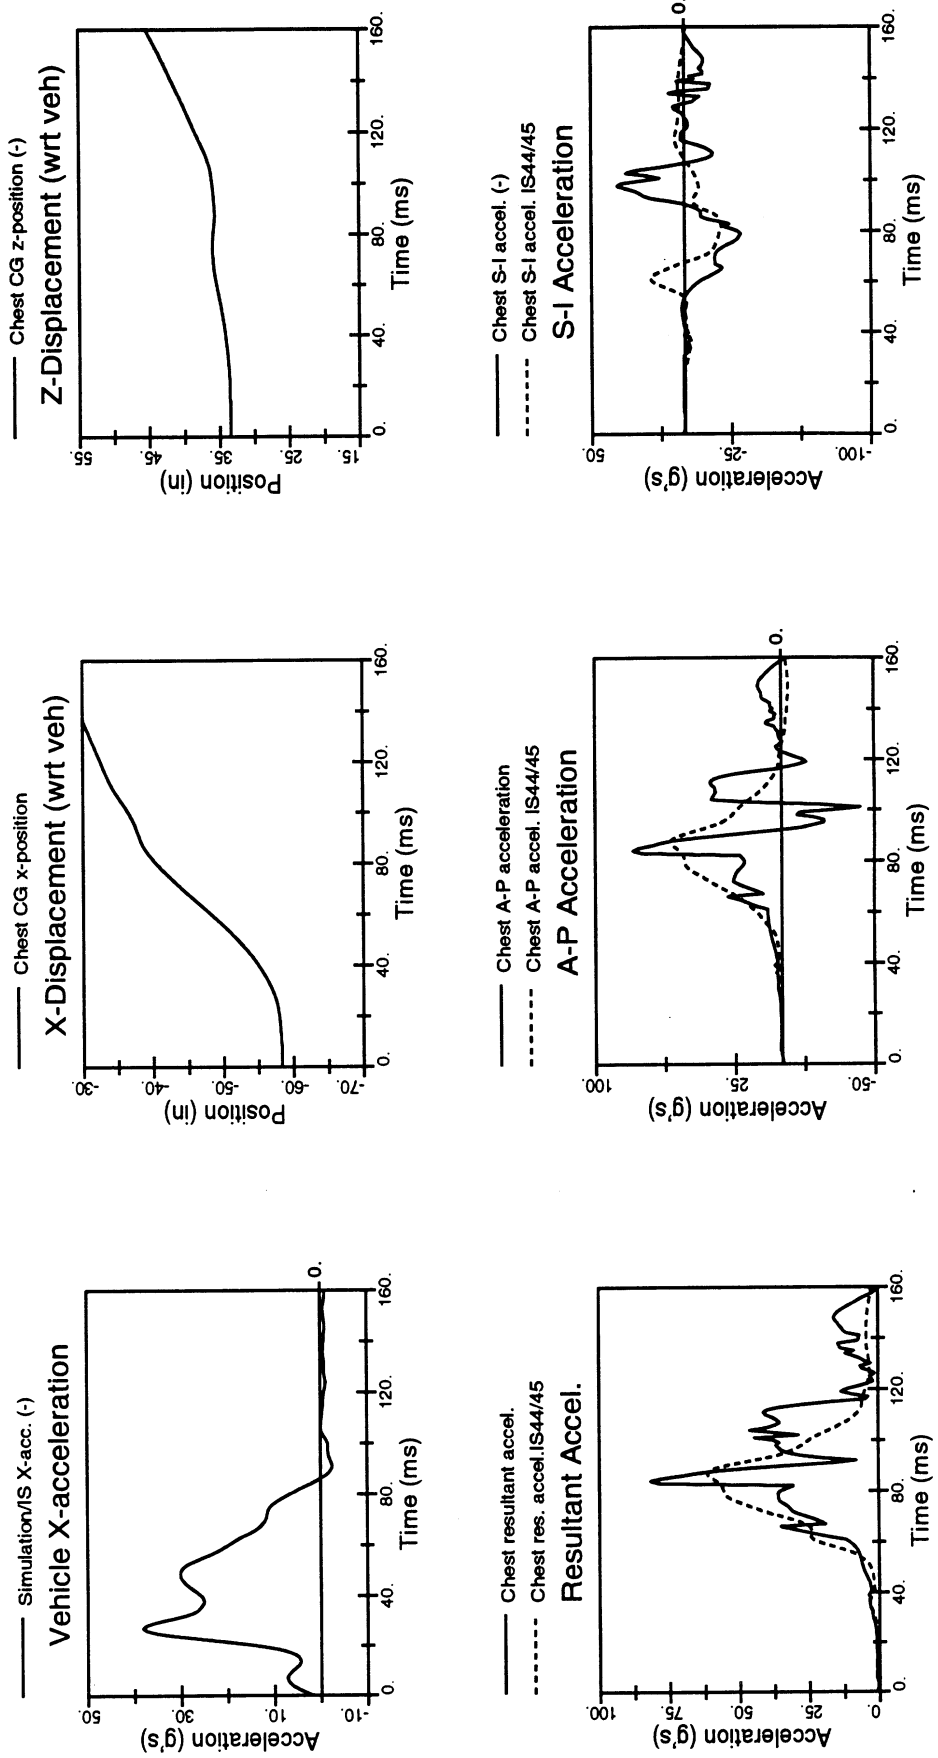 Simulation/IS X-acc. (-)
Vehicle X-acceleration
Acceleration (g's)
50.
30.
10.
-10.
0.
0.
40.
80.
120.
160.
Time (ms)
Chest CG x-position
X-Displacement (wrt veh)
Position (in)
-30.
-40.
-50.
-60.
-70.
0.
40.
80.
120.
160.
Time (ms)
Chest CG z-position (-)
Z-Displacement (wrt veh)
Position (in)
55.
45.
35.
25.
15.
0.
40.
80.
120.
160.
Time (ms)
Chest resultant accel.
Chest res. accel.IS44/45
Resultant Accel.
Acceleration (g's)
100.
75.
50.
25.
0.
0.
40.
80.
120.
160.
Time (ms)
Chest A-P acceleration
Chest A-P accel. IS44/45
A-P Acceleration
Acceleration (g's)
100.
25.
-50.
0.
0.
40.
80.
120.
160.
Time (ms)
Chest S-I accel. (-)
Chest S-I accel. IS44/45
S-I Acceleration
Acceleration (g's)
50.
-25.
-100.
0.
0.
40.
80.
120.
160.
Time (ms)